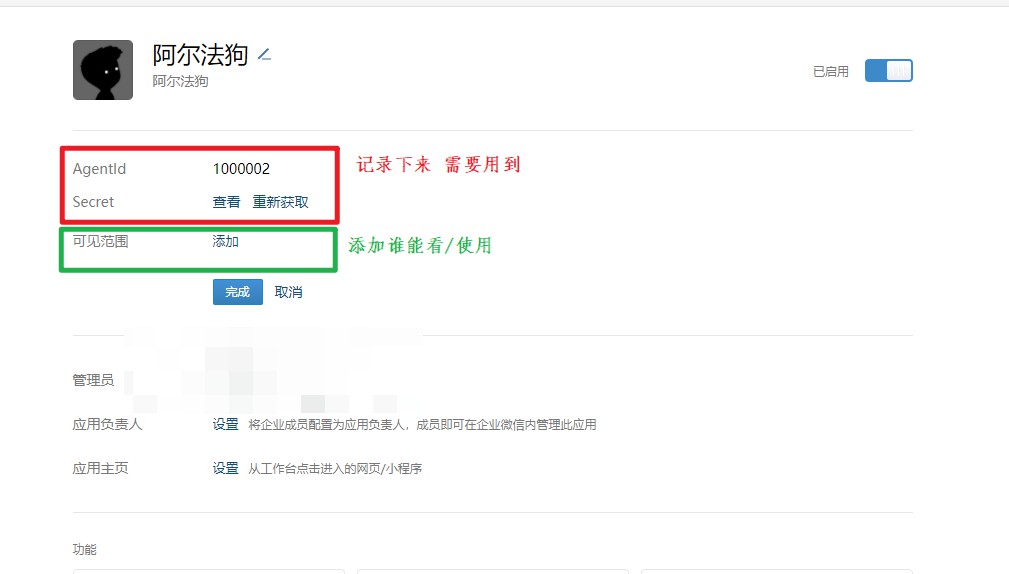 阿尔法狗
阿尔法狗
已启用
AgentId 1000002
记录下来 需要用到
Secret 查看 重新获取
可见范围 添加
添加谁能看/使用
完成 取消
管理员
应用负责人 设置 将企业成员配置为应用负责人，成员即可在企业微信内管理此应用
应用主页 设置 从工作台点击进入的网页/小程序
功能